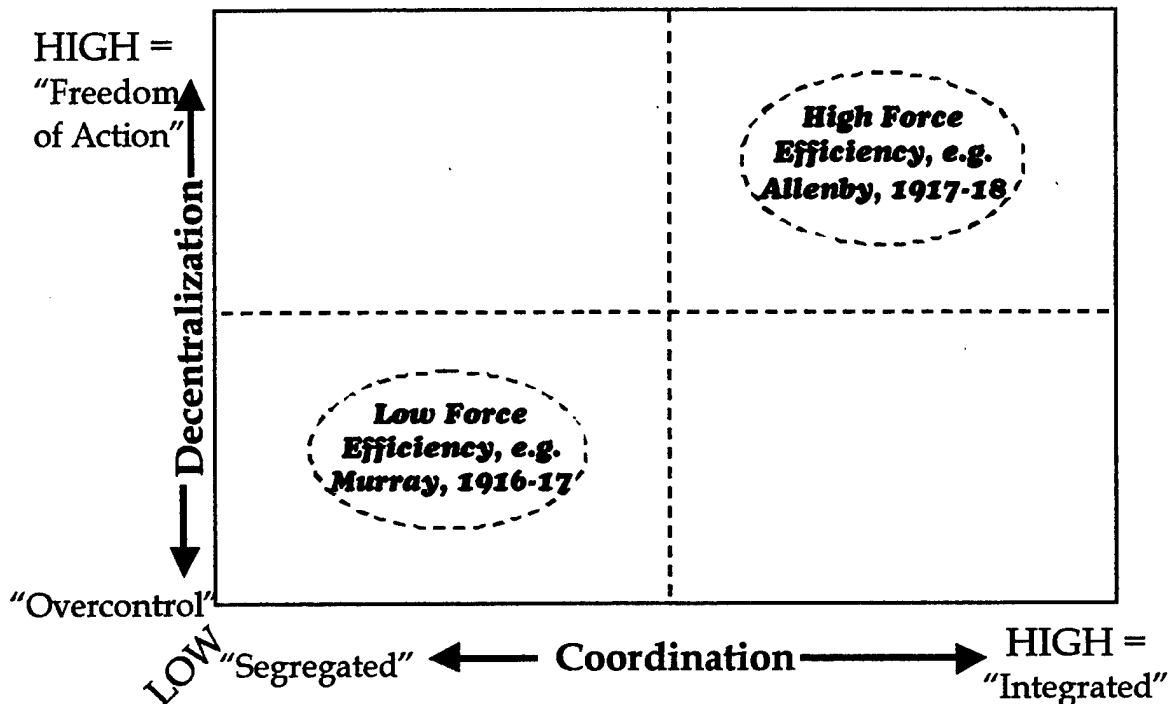 HIGH =
"Freedom
of Action"
Decentralization
High Force
Efficiency, e.g.
Allenby, 1917-18
Low Force
Efficiency, e.g.
Murray, 1916-17
"Overcontrol"
LOW
"Segregated"
Coordination
HIGH =
"Integrated"